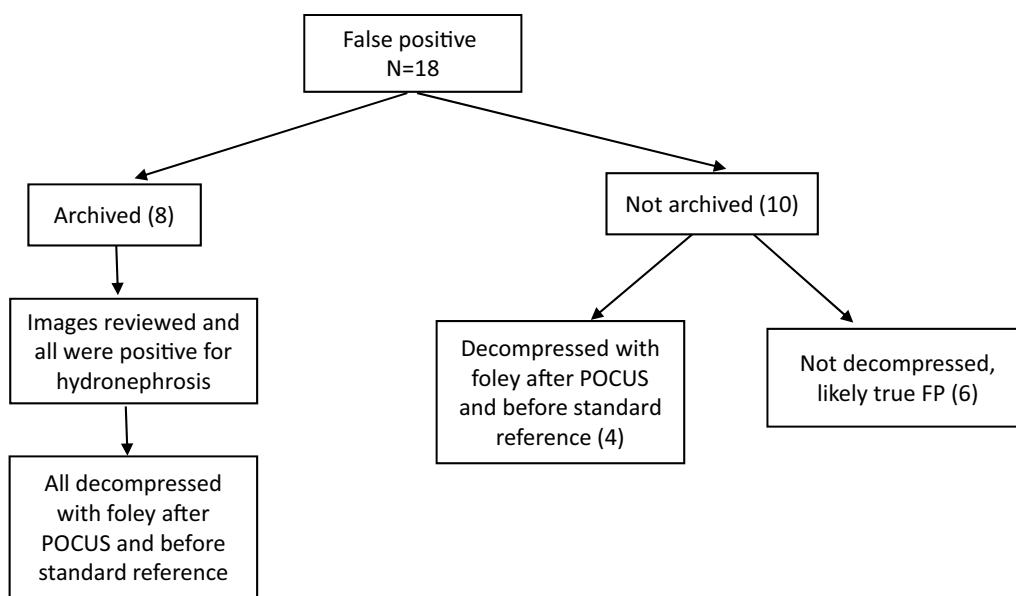 False positive
N=18
Archived (8)
Not archived (10)
Images reviewed and
all were positive for
hydronephrosis
Decompressed with
foley after POCUS
and before standard
reference (4)
Not decompressed,
likely true FP (6)
All decompressed
with foley after
POCUS and before
standard reference